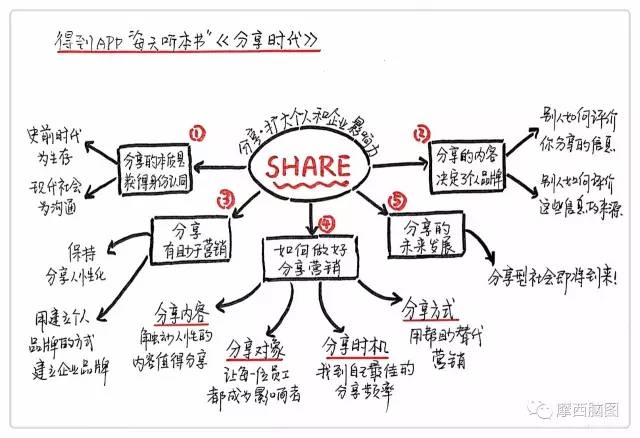 得到APP "每天听本书"《分享时代》
分享·扩大个人和企业影响力
SHARE
①
分享的本质是
获得身份认同
史前时代
为生存
现代社会
为沟通
②
分享的内容
决定了个人品牌
别人如何评价
你分享的信息
别人如何评价
这些信息的来源
③
分享
有助于营销
保持
分享人性化
用建立个人
品牌的方式
建立企业品牌
④
如何做好
分享营销
分享内容
触动人性的
内容值得分享
分享对象
让每一位员工
都成为影响者
分享时机
找到自己最佳的
分享频率
分享方式
用帮助替代
营销
⑤
分享的
未来发展
分享型社会即将到来!
摩西脑图